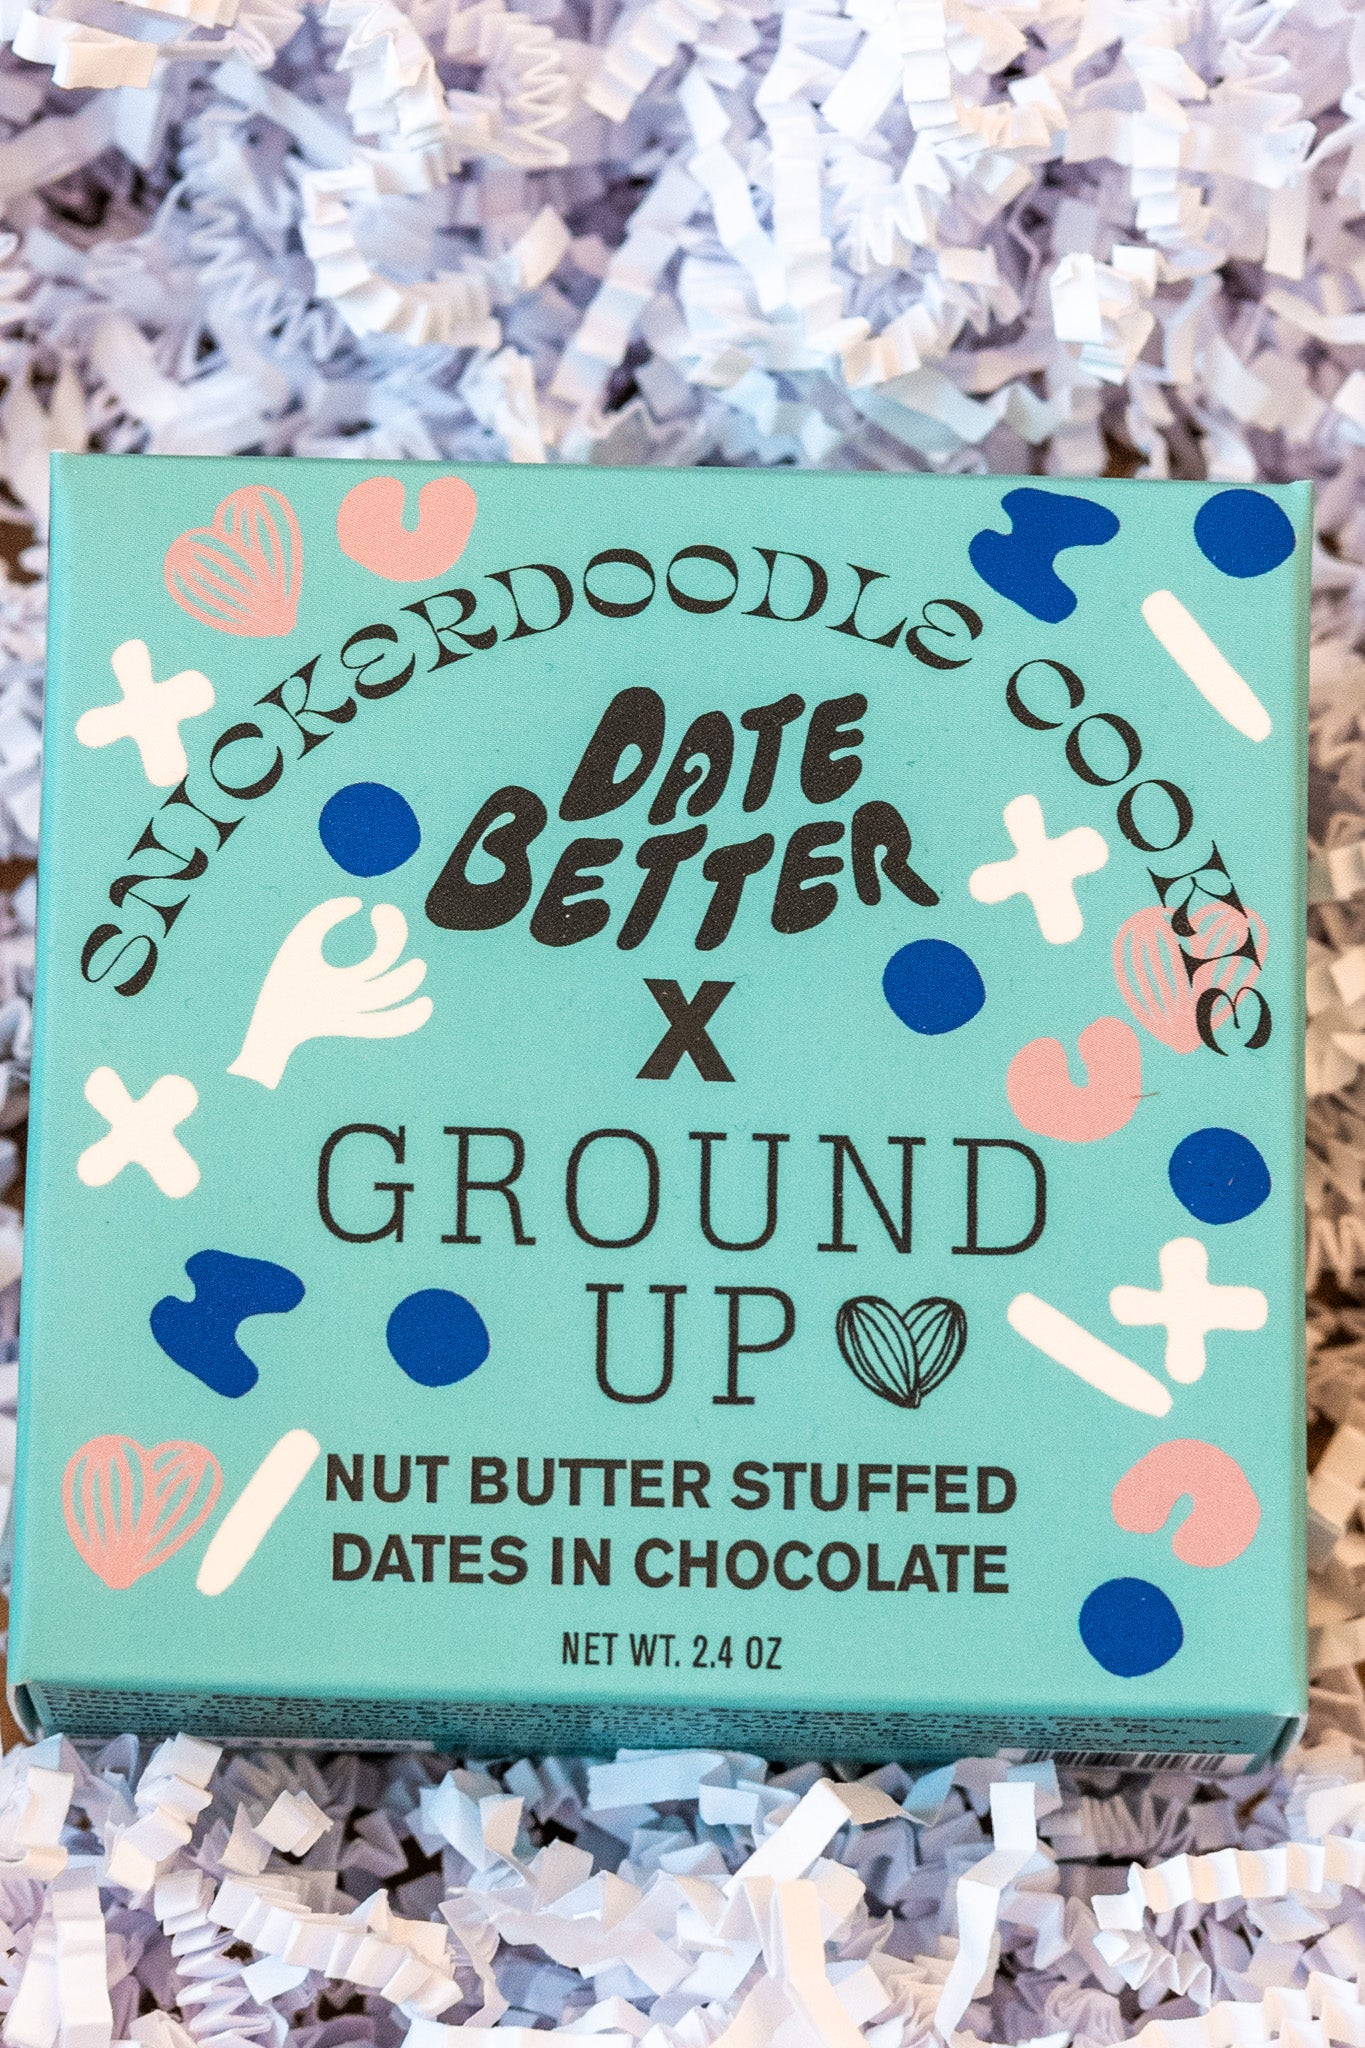 SNICKERDOODLE COOKIE
DATE
BETTER
X
GROUND
UP
NUT BUTTER STUFFED
DATES IN CHOCOLATE
NET WT. 2.4 OZ